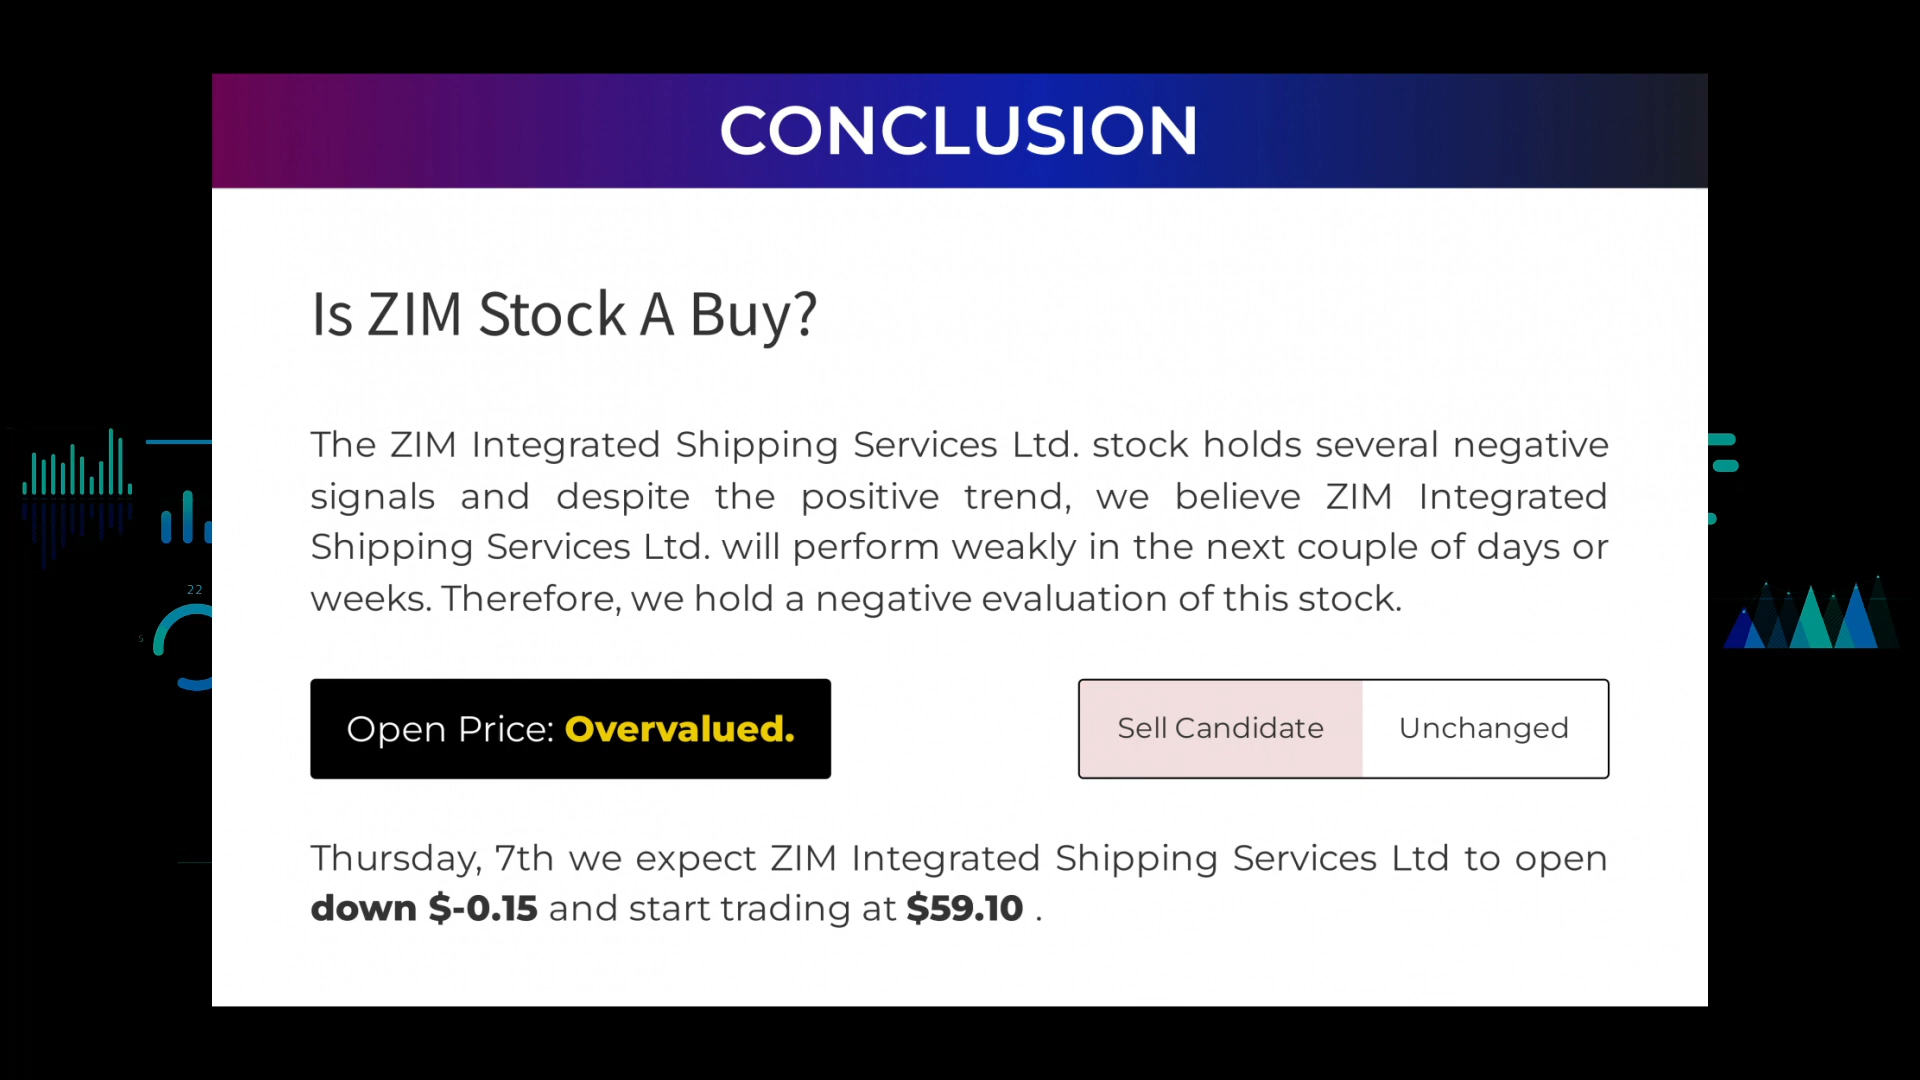 CONCLUSION
Is ZIM Stock A Buy?
The ZIM Integrated Shipping Services Ltd. stock holds several negative
signals and despite the positive trend, we believe ZIM Integrated
Shipping Services Ltd. will perform weakly in the next couple of days or
weeks. Therefore, we hold a negative evaluation of this stock.
22
5
Open Price: Overvalued.
Sell Candidate
Unchanged
Thursday, 7th we expect ZIM Integrated Shipping Services Ltd to open
down $-0.15 and start trading at $59.10 .